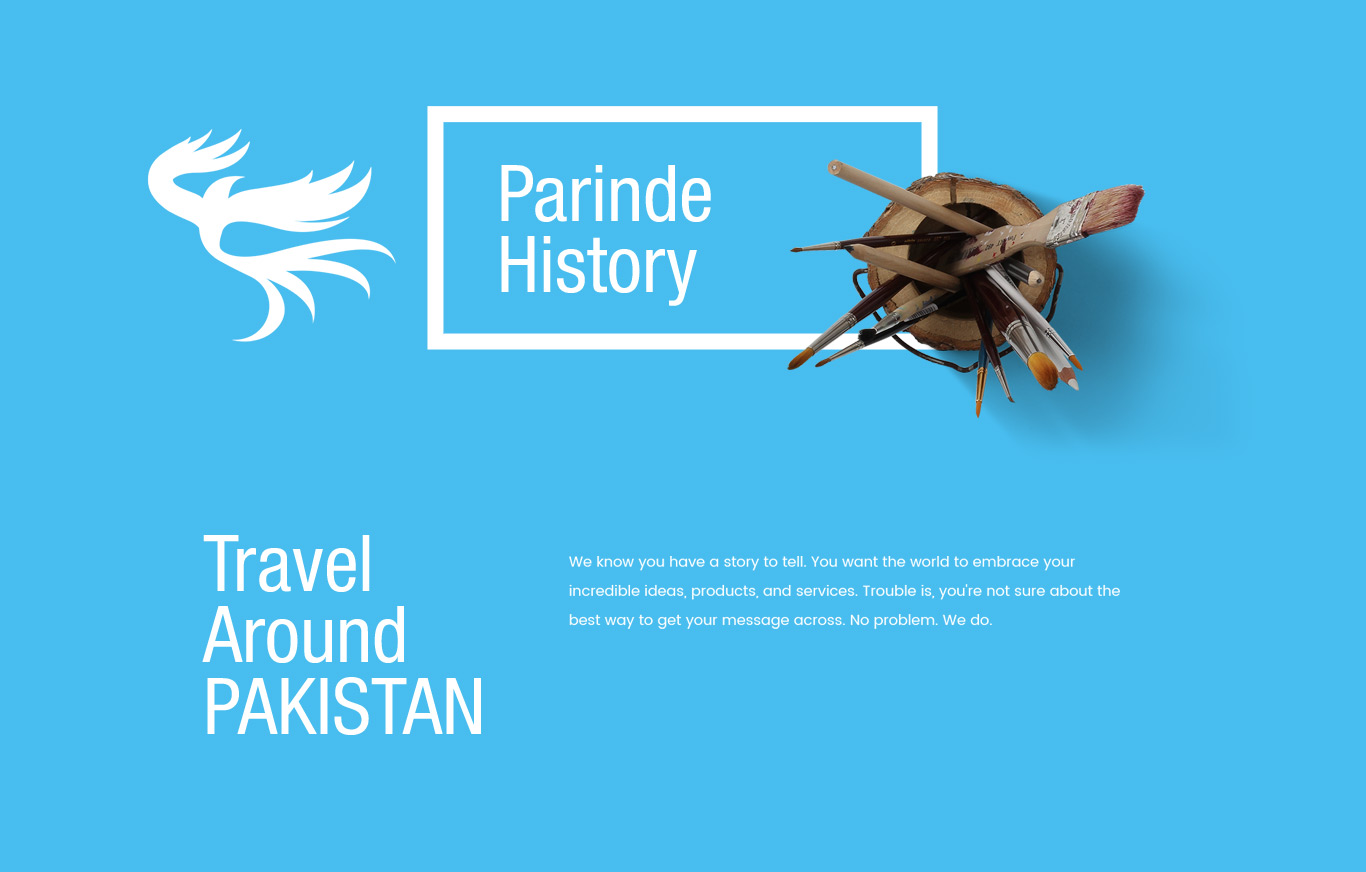 Parinde
History
Travel
Around
PAKISTAN
We know you have a story to tell. You want the world to embrace your
incredible ideas, products, and services. Trouble is, you're not sure about the
best way to get your message across. No problem. We do.